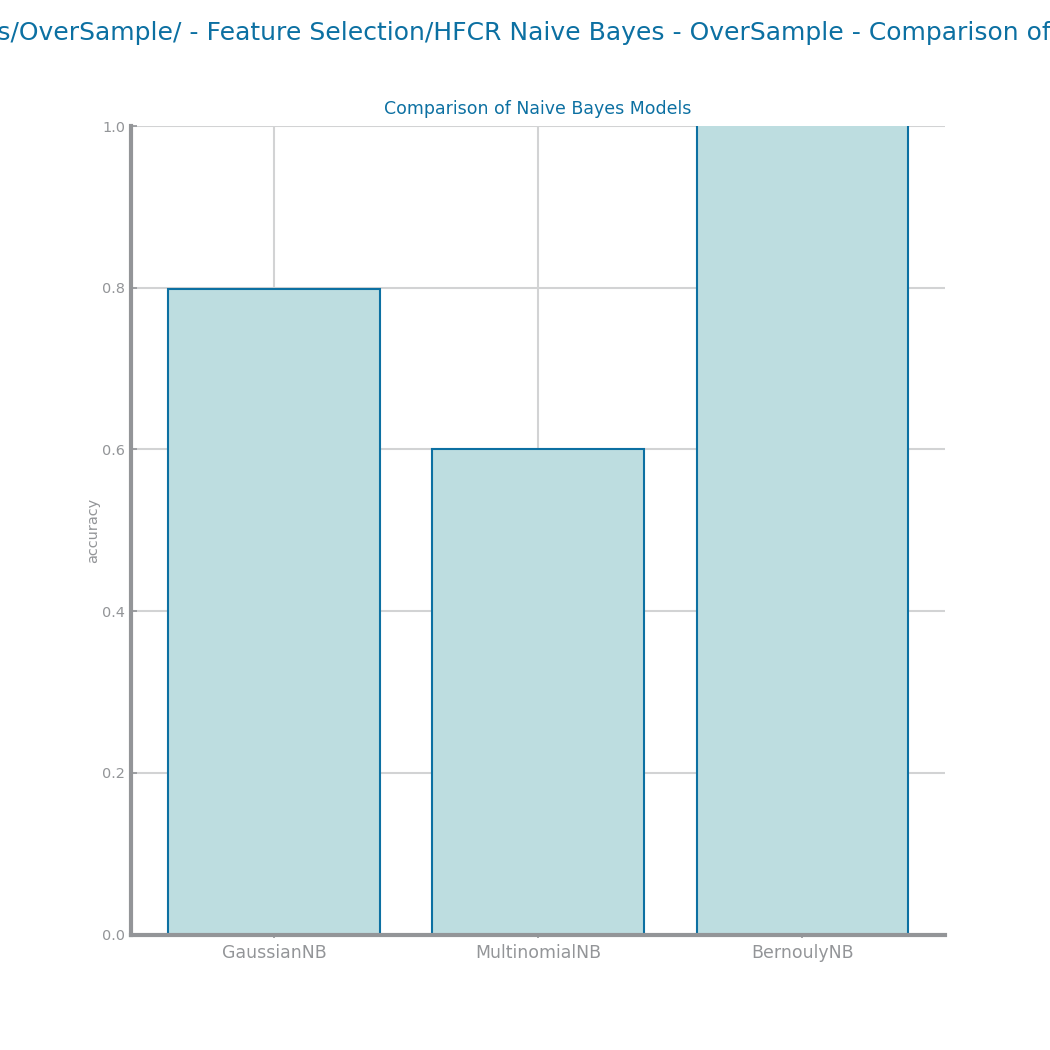 s/OverSample/ - Feature Selection/HFCR Naive Bayes - OverSample - Comparison of
Comparison of Naive Bayes Models
1.0
0.8
0.6
0.4
0.2
0.0
accuracy
GaussianNB MultinomialNB BernoulyNB